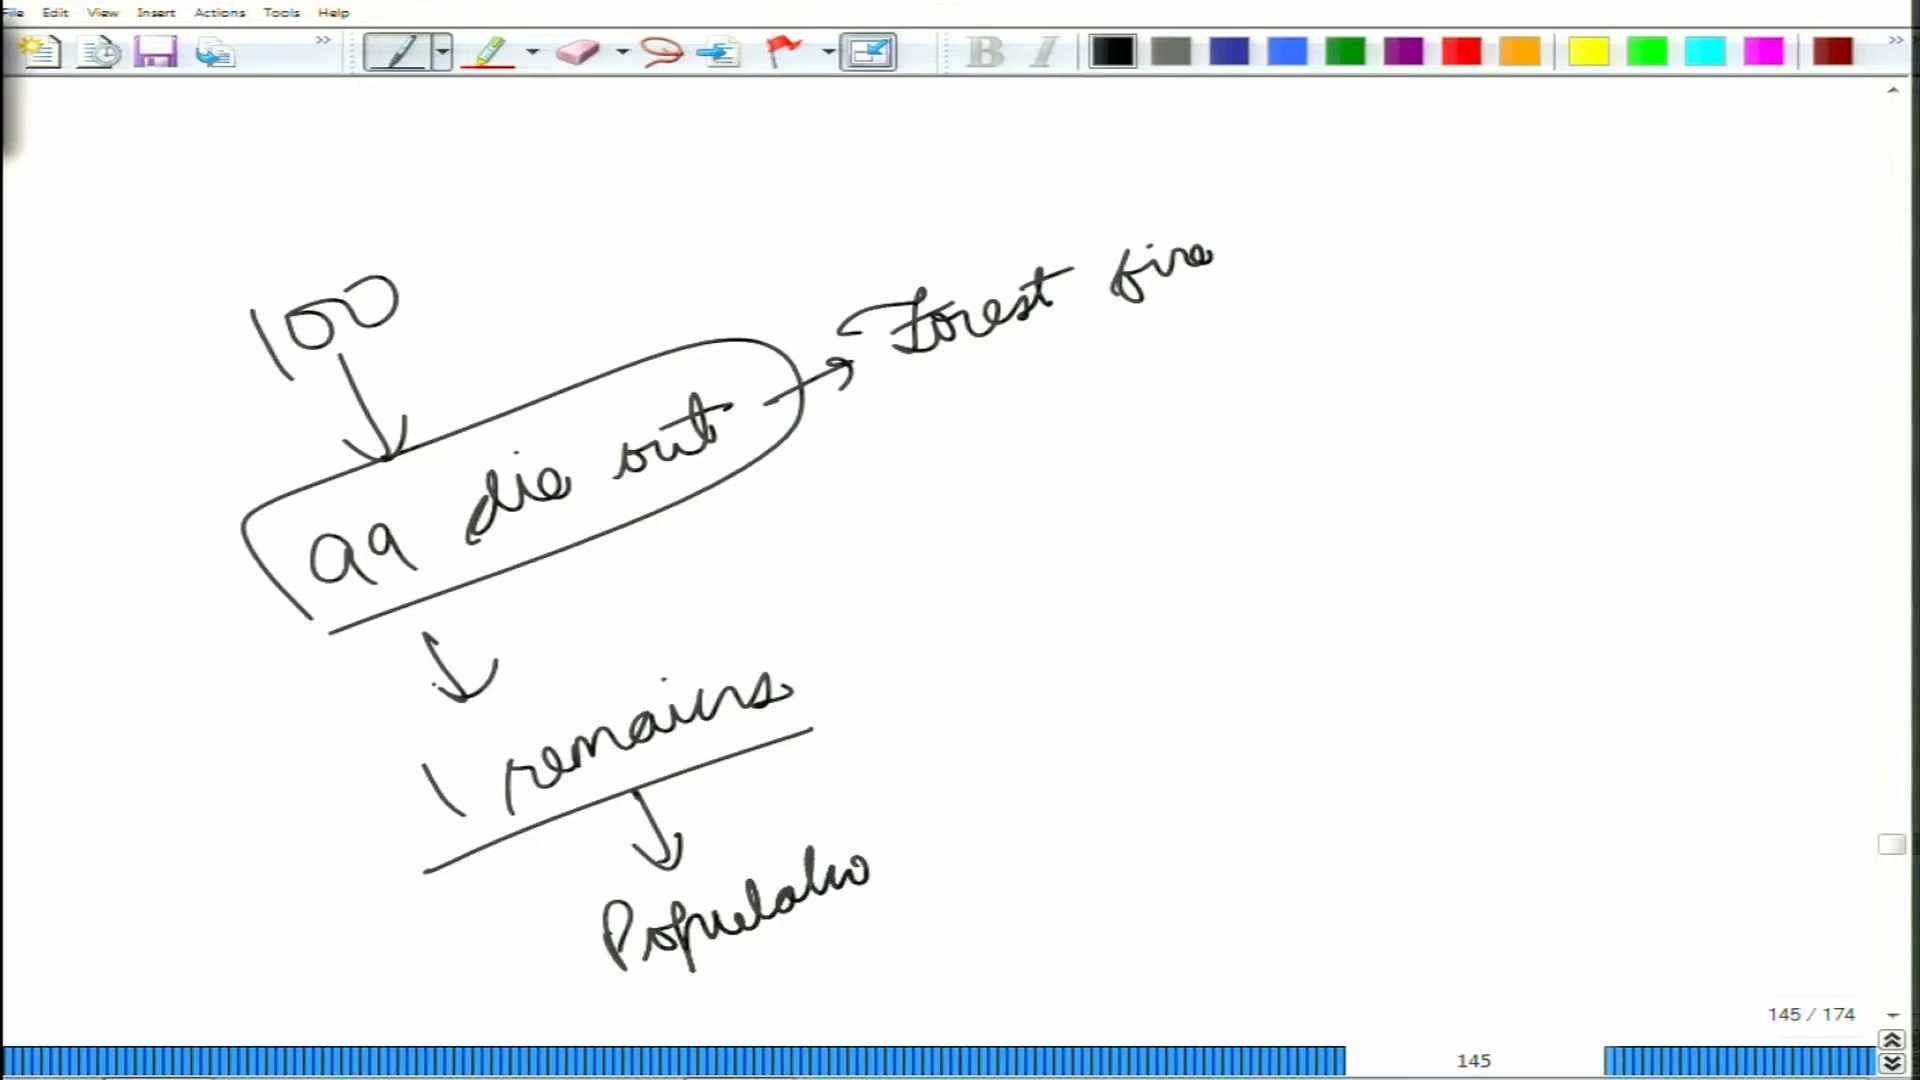 File Edit View Insert Actions Tools Help
B I
100
Forest fire
99 die out
1 remains
Populatio
145 / 174
145